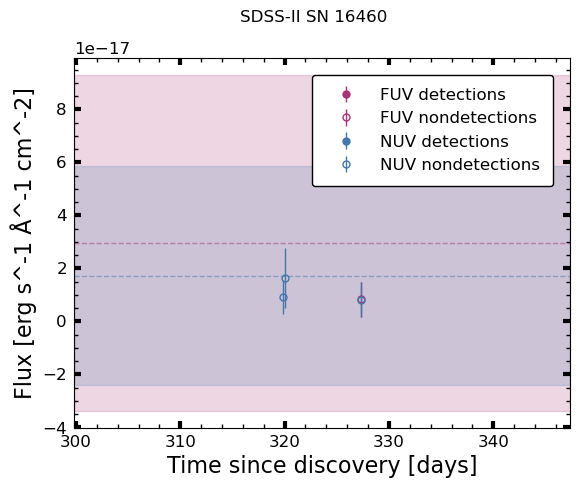 SDSS-II SN 16460
1e−17
FUV detections
FUV nondetections
NUV detections
NUV nondetections
8
6
4
2
0
−2
−4
300
310
320
330
340
Flux [erg s^-1 Å^-1 cm^-2]
Time since discovery [days]